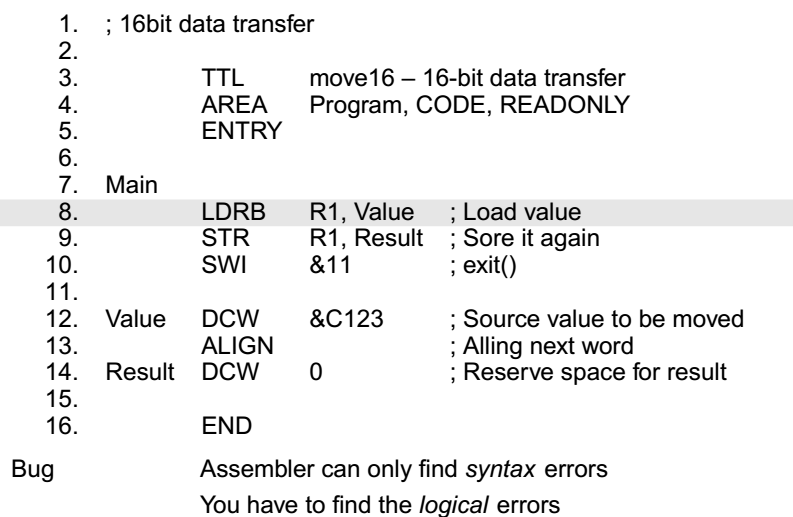 1. ; 16bit data transfer
2.
3. TTL move16 – 16-bit data transfer
4. AREA Program, CODE, READONLY
5. ENTRY
6.
7. Main
8. LDRB R1, Value ; Load value
9. STR R1, Result ; Sore it again
10. SWI &11 ; exit()
11.
12. Value DCW &C123 ; Source value to be moved
13. ALIGN ; Alling next word
14. Result DCW 0 ; Reserve space for result
15.
16. END
Bug Assembler can only find syntax errors
You have to find the logical errors